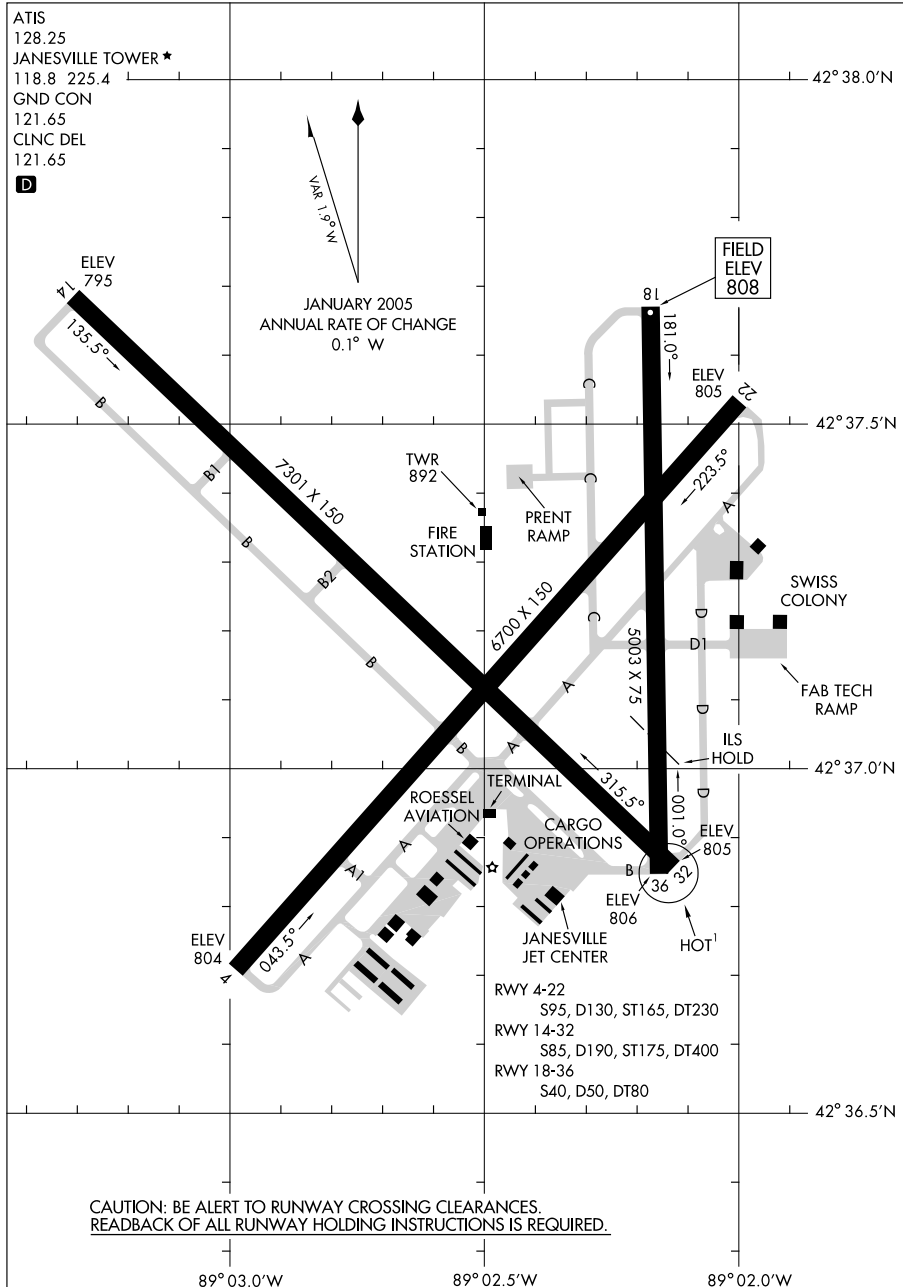 ATIS
128.25
JANESVILLE TOWER ★
118.8 225.4
GND CON
121.65
CLNC DEL
121.65
D
42°38.0'N
VAR 1.9° W
JANUARY 2005
ANNUAL RATE OF CHANGE
0.1° W
FIELD
ELEV
808
ELEV
795
14
135.5°
18
181.0°
ELEV
805
22
223.5°
42°37.5'N
B
B1
7301 X 150
C
C
TWR
892
FIRE
STATION
PRENT
RAMP
A
B
B2
6700 X 150
C
5003 X 75
D
D1
SWISS
COLONY
FAB TECH
RAMP
B
A
D
B
A
ILS
HOLD
42°37.0'N
315.5°
001.0°
D
TERMINAL
ROESSEL
AVIATION
CARGO
OPERATIONS
ELEV
805
A
A1
B
36
32
ELEV
806
HOT1
JANESVILLE
JET CENTER
ELEV
804
4
043.5°
A
RWY 4-22
S95, D130, ST165, DT230
RWY 14-32
S85, D190, ST175, DT400
RWY 18-36
S40, D50, DT80
42°36.5'N
CAUTION: BE ALERT TO RUNWAY CROSSING CLEARANCES.
READBACK OF ALL RUNWAY HOLDING INSTRUCTIONS IS REQUIRED.
89°03.0'W
89°02.5'W
89°02.0'W